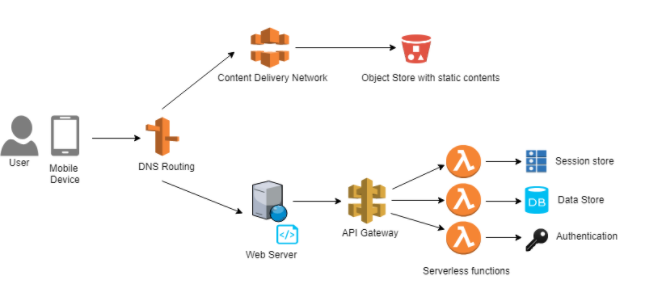 Content Delivery Network
Object Store with static contents
User
Mobile
Device
DNS Routing
Session store
DB
Data Store
</>
Web Server
API Gateway
Authentication
Serverless functions